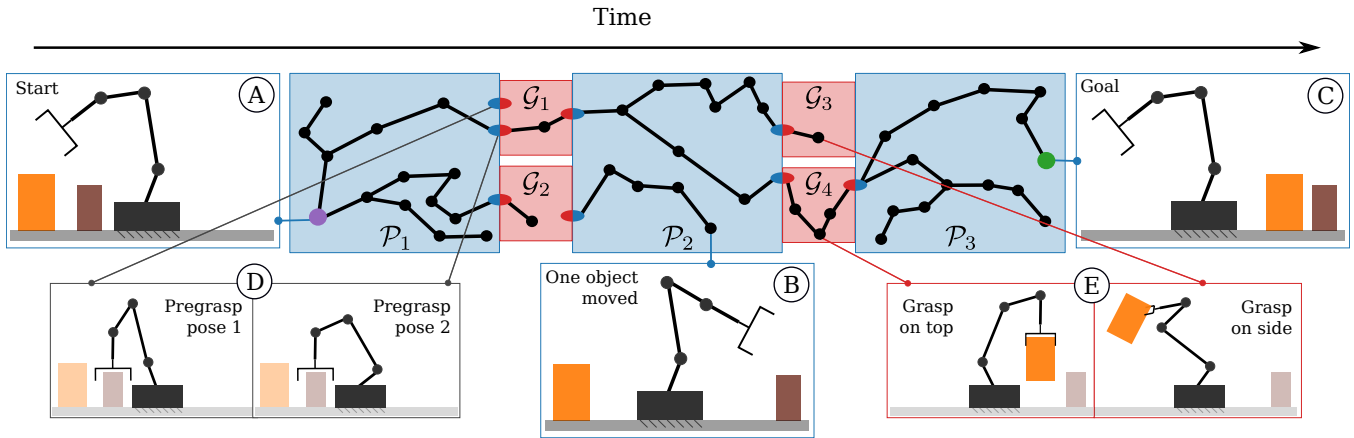 Time
Start
A
𝒢₁
𝒢₃
Goal
C
𝒢₂
𝒢₄
𝒫₁
𝒫₂
𝒫₃
D
Pregrasp
pose 1
Pregrasp
pose 2
One object
moved
B
E
Grasp
on top
Grasp
on side